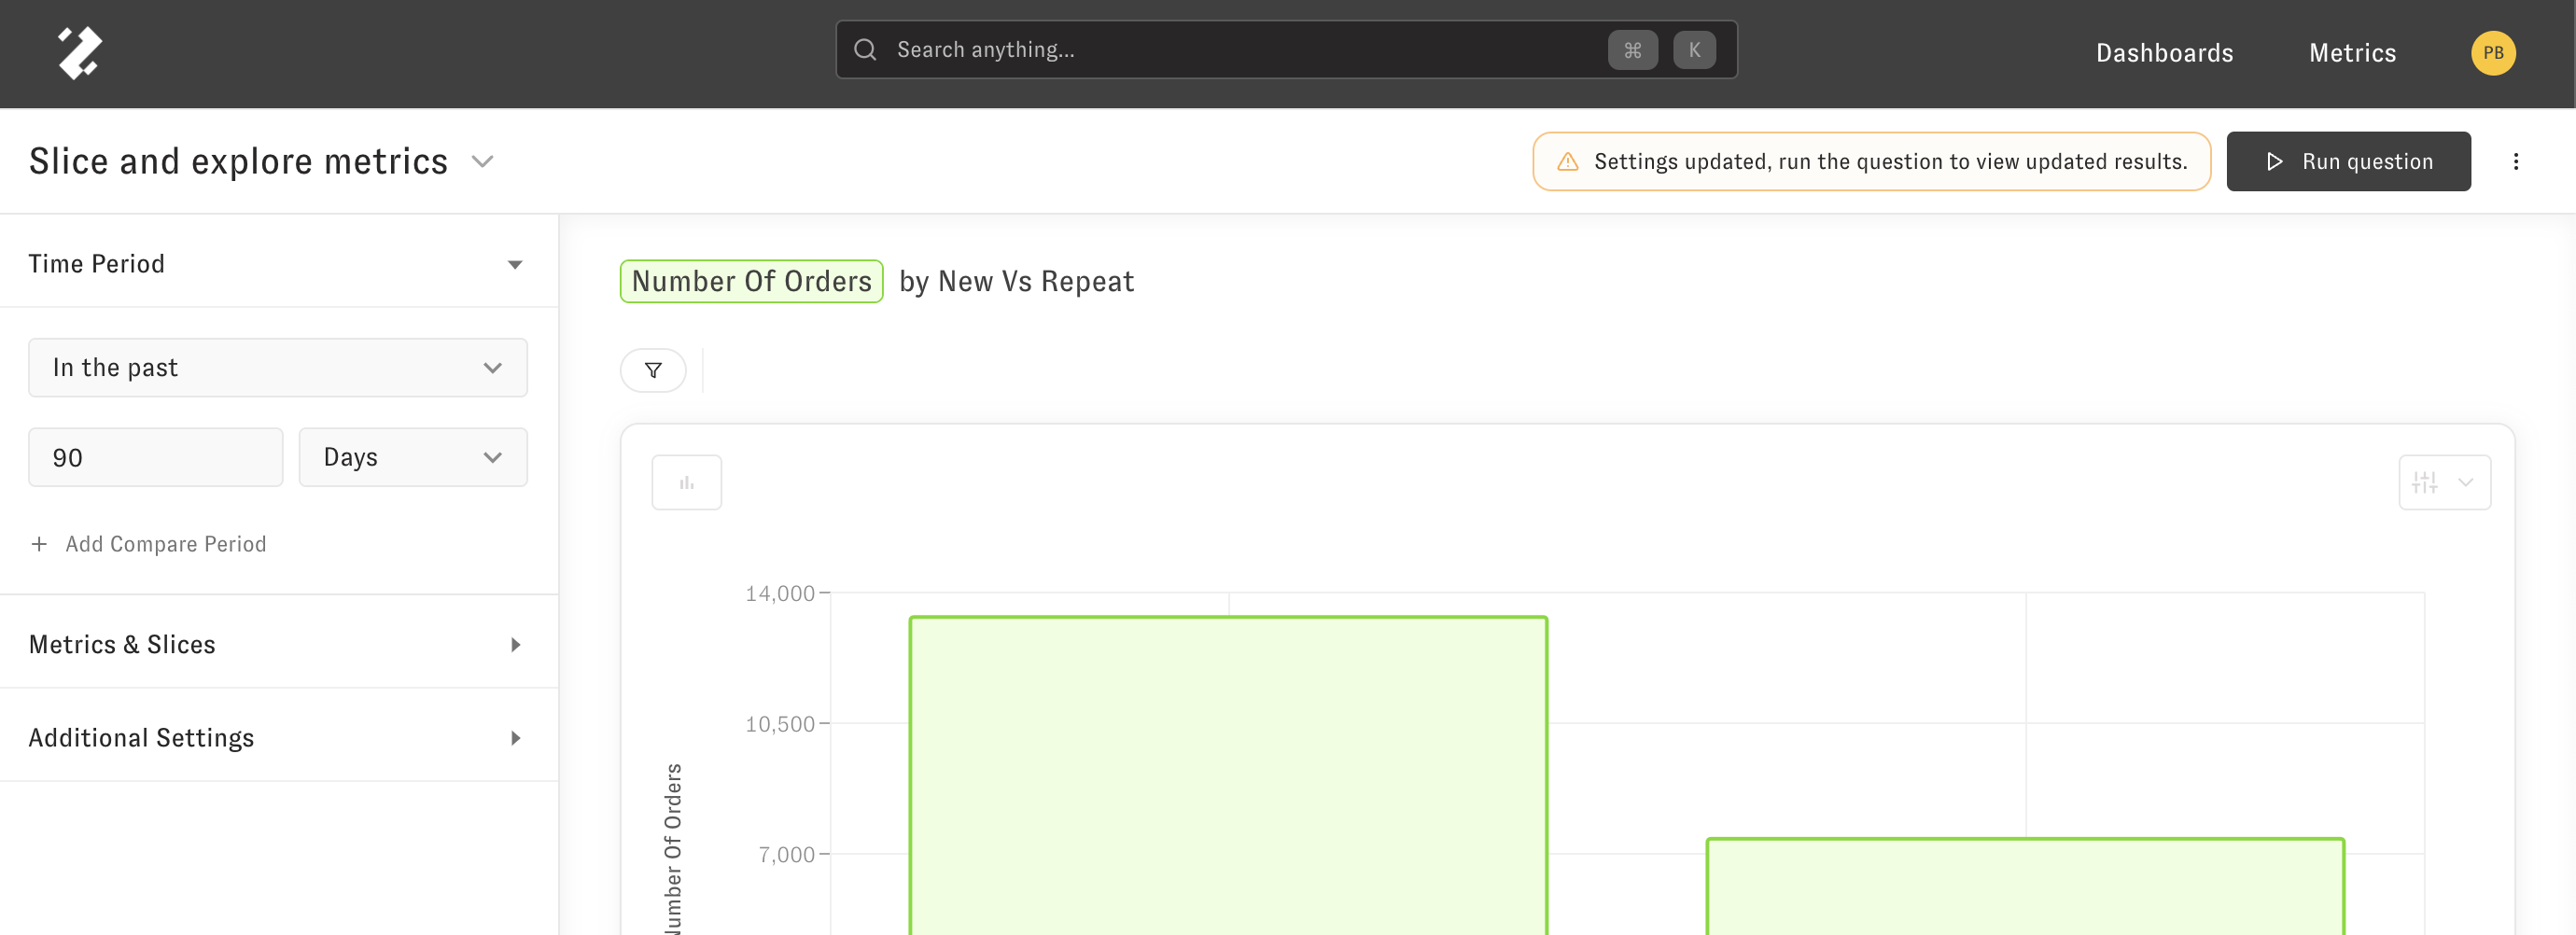 Search anything...
⌘ K
Dashboards
Metrics
PB
Slice and explore metrics
Settings updated, run the question to view updated results.
Run question
Time Period
In the past
90
Days
+ Add Compare Period
Metrics & Slices
Additional Settings
Number Of Orders by New Vs Repeat
14,000
10,500
7,000
Number Of Orders